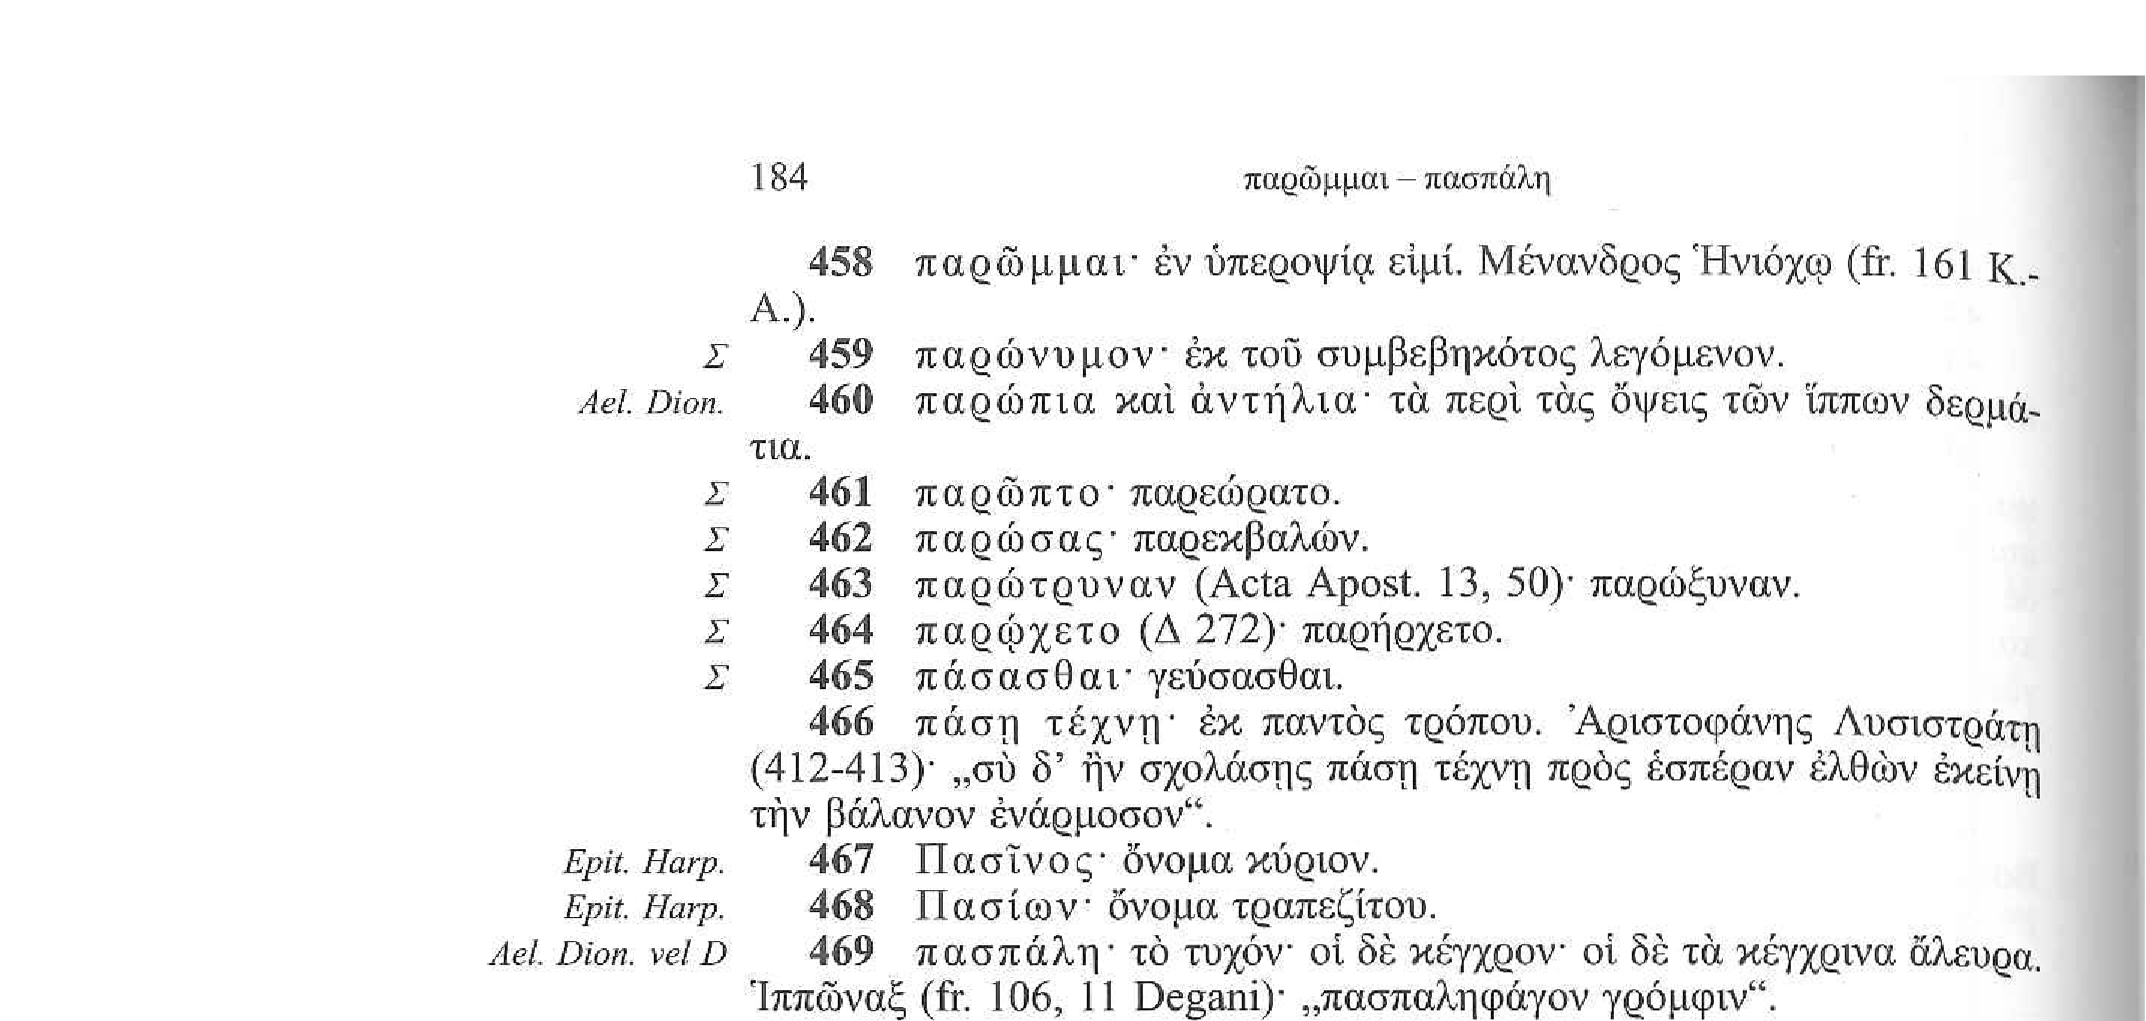 184 παρῶμμαι – πασπάλη
458 παρῶμμαι· ἐν ὑπεροψίᾳ εἰμί. Μένανδρος Ἡνιόχῳ (fr. 161 K.-
A.).
Σ 459 παρώνυμον· ἐκ τοῦ συμβεβηκότος λεγόμενον.
Ael. Dion. 460 παρώπια καὶ ἀντήλια· τὰ περὶ τὰς ὄψεις τῶν ἵππων δερμά-
τια.
Σ 461 παρῶπτο· παρεώρατο.
Σ 462 παρώσας· παρεκβαλών.
Σ 463 παρώτρυναν (Acta Apost. 13, 50)· παρώξυναν.
Σ 464 παρῴχετο (Δ 272)· παρήρχετο.
Σ 465 πάσασθαι· γεύσασθαι.
466 πάσῃ τέχνῃ· ἐκ παντὸς τρόπου. Ἀριστοφάνης Λυσιστράτῃ
(412-413)· „σὺ δ’ ἢν σχολάσῃς πάσῃ τέχνῃ πρὸς ἑσπέραν ἐλθὼν ἐκείνῃ
τὴν βάλανον ἐνάρμοσον“.
Epit. Harp. 467 Πασῖνος· ὄνομα κύριον.
Epit. Harp. 468 Πασίων· ὄνομα τραπεζίτου.
Ael. Dion. vel D 469 πασπάλη· τὸ τυχόν· οἱ δὲ κέγχρον· οἱ δὲ τὰ κέγχρινα ἄλευρα.
Ἱππῶναξ (fr. 106, 11 Degani)· „πασπαληφάγον γρόμφιν“.